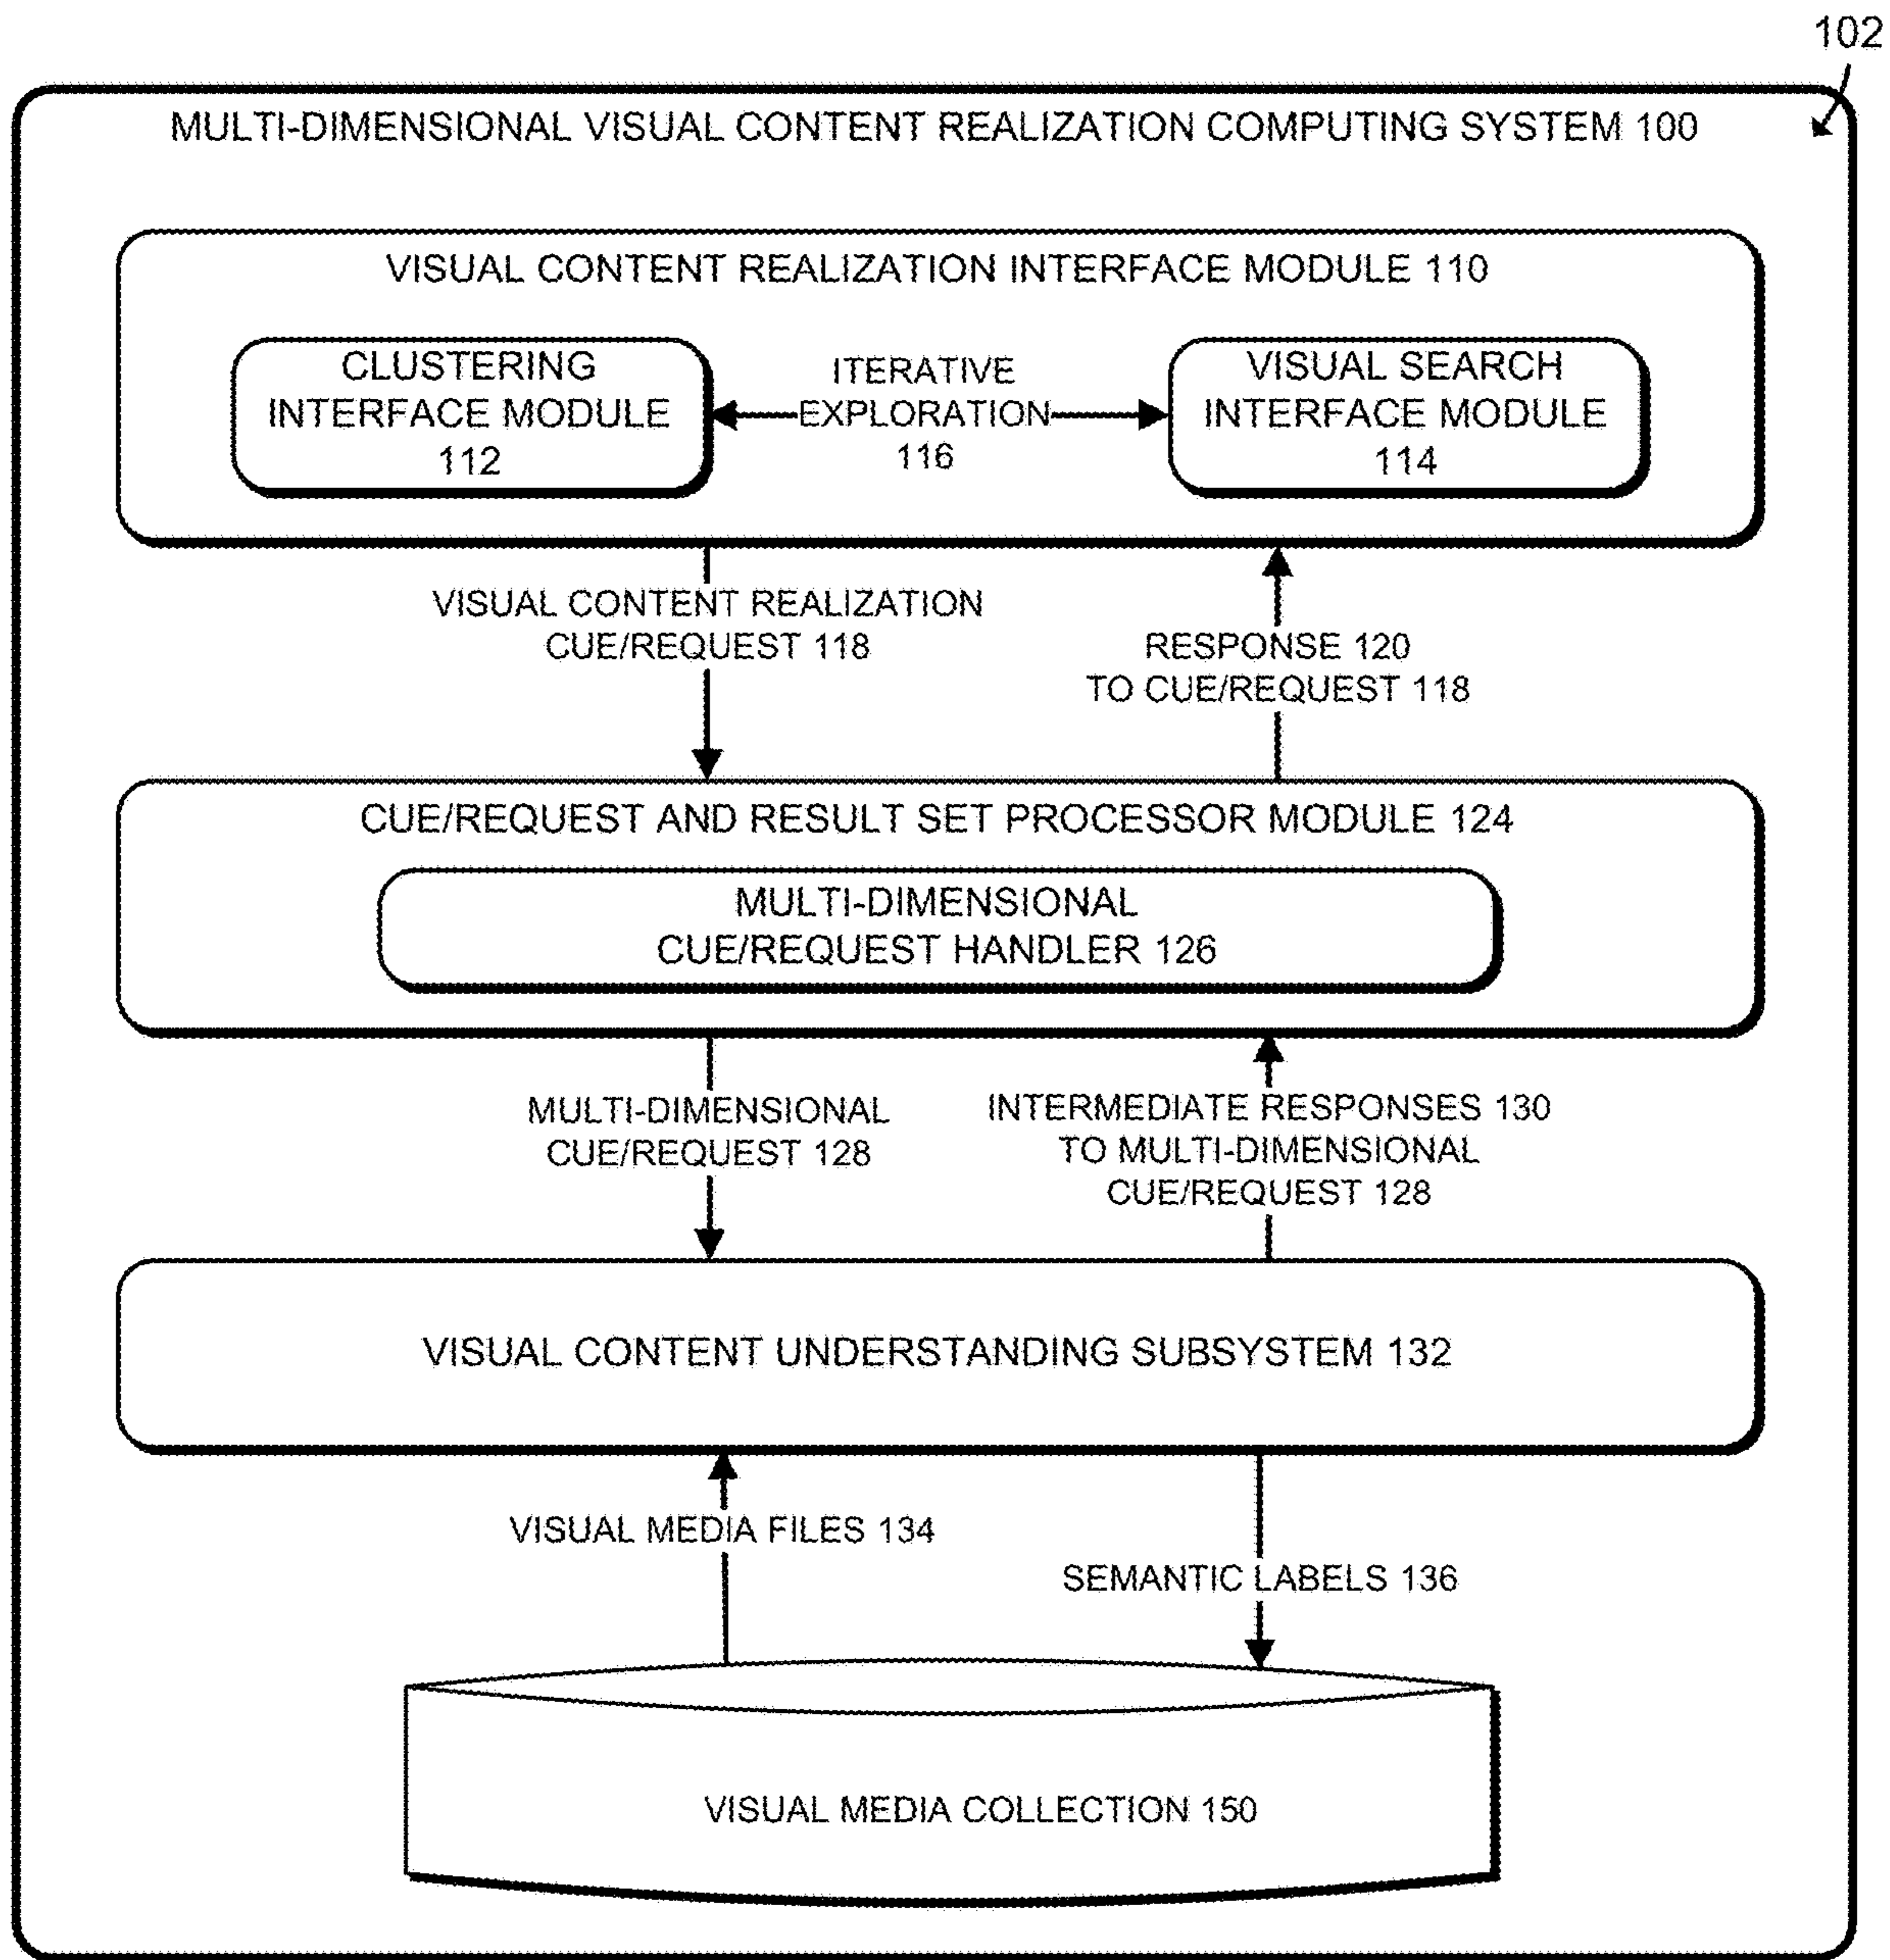 102
MULTI-DIMENSIONAL VISUAL CONTENT REALIZATION COMPUTING SYSTEM 100
VISUAL CONTENT REALIZATION INTERFACE MODULE 110
CLUSTERING
INTERFACE MODULE
112
ITERATIVE
EXPLORATION
116
VISUAL SEARCH
INTERFACE MODULE
114
VISUAL CONTENT REALIZATION
CUE/REQUEST 118
RESPONSE 120
TO CUE/REQUEST 118
CUE/REQUEST AND RESULT SET PROCESSOR MODULE 124
MULTI-DIMENSIONAL
CUE/REQUEST HANDLER 126
MULTI-DIMENSIONAL
CUE/REQUEST 128
INTERMEDIATE RESPONSES 130
TO MULTI-DIMENSIONAL
CUE/REQUEST 128
VISUAL CONTENT UNDERSTANDING SUBSYSTEM 132
VISUAL MEDIA FILES 134
SEMANTIC LABELS 136
VISUAL MEDIA COLLECTION 150